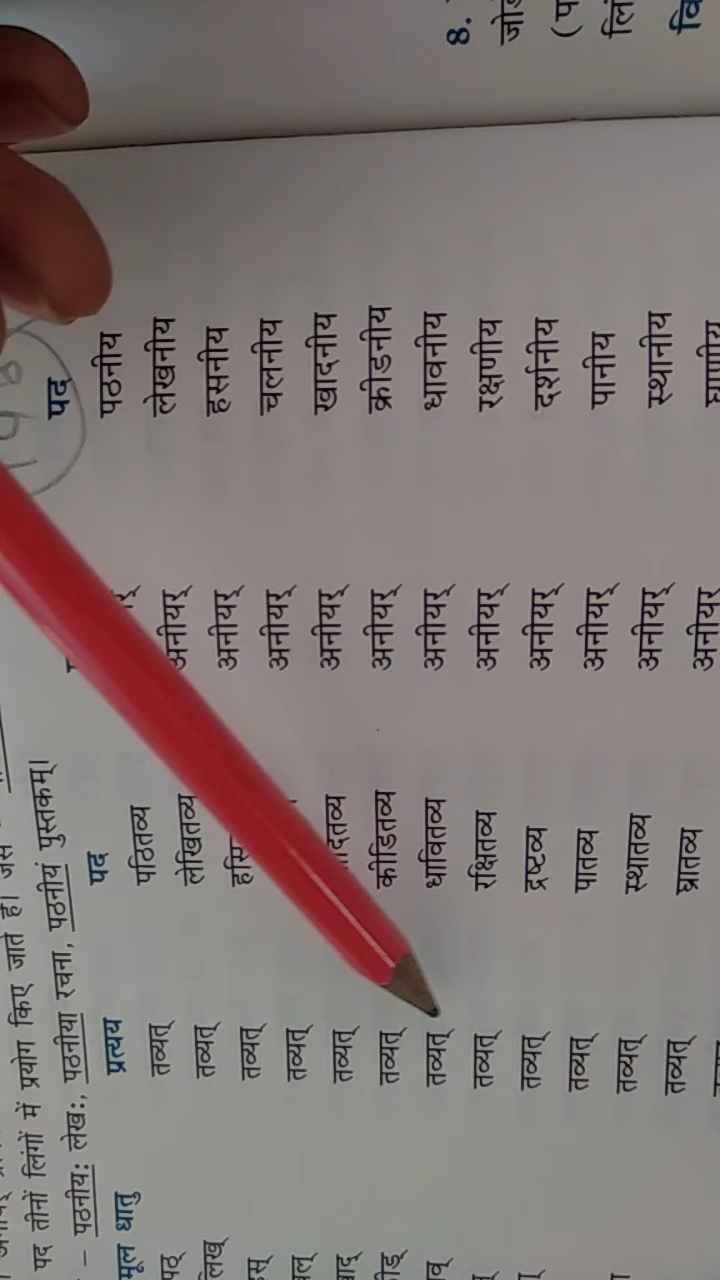 पद तीनों लिंगों में प्रयोग किए जाते हैं। जैसे -
– पठनीयः लेखः, पठनीया रचना, पठनीयं पुस्तकम्।
मूल धातु प्रत्यय पद पद
पठ् तव्यत् पठितव्य पठनीय
लिख् तव्यत् लेखितव्य अनीयर् लेखनीय
तव्यत् अनीयर् हसनीय
तव्यत् अनीयर् चलनीय
तव्यत् अनीयर् खादनीय
तव्यत् कीडितव्य अनीयर् क्रीडनीय
तव्यत् धावितव्य अनीयर् धावनीय
तव्यत् रक्षितव्य अनीयर् रक्षणीय
तव्यत् द्रष्टव्य अनीयर् दर्शनीय
तव्यत् पातव्य अनीयर् पानीय
तव्यत् स्थातव्य अनीयर् स्थानीय
तव्यत् घ्रातव्य अनीयर्
8.